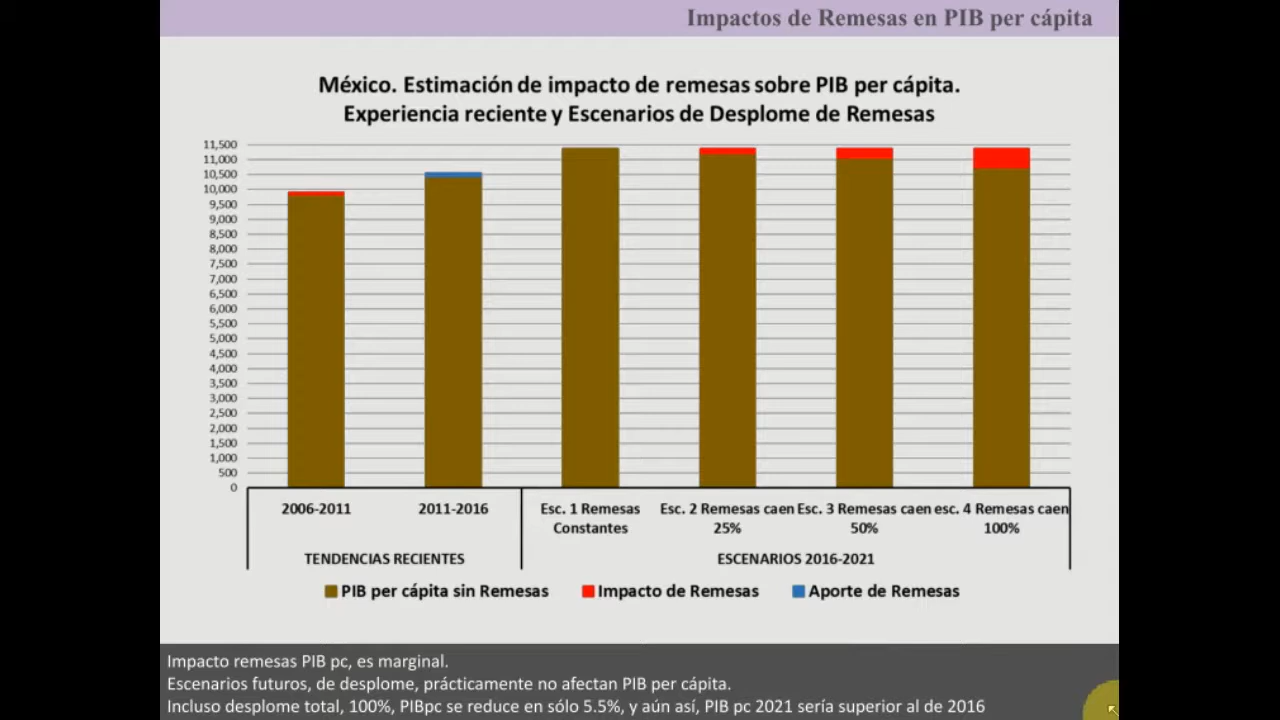 Impactos de Remesas en PIB per cápita
México. Estimación de impacto de remesas sobre PIB per cápita.
Experiencia reciente y Escenarios de Desplome de Remesas
11,500
11,000
10,500
10,000
9,500
9,000
8,500
8,000
7,500
7,000
6,500
6,000
5,500
5,000
4,500
4,000
3,500
3,000
2,500
2,000
1,500
1,000
500
0
2006-2011 2011-2016 Esc. 1 Remesas Esc. 2 Remesas caen Esc. 3 Remesas caen esc. 4 Remesas caen
Constantes 25% 50% 100%
TENDENCIAS RECIENTES ESCENARIOS 2016-2021
PIB per cápita sin Remesas Impacto de Remesas Aporte de Remesas
Impacto remesas PIB pc, es marginal.
Escenarios futuros, de desplome, prácticamente no afectan PIB per cápita.
Incluso desplome total, 100%, PIBpc se reduce en sólo 5.5%, y aún así, PIB pc 2021 sería superior al de 2016